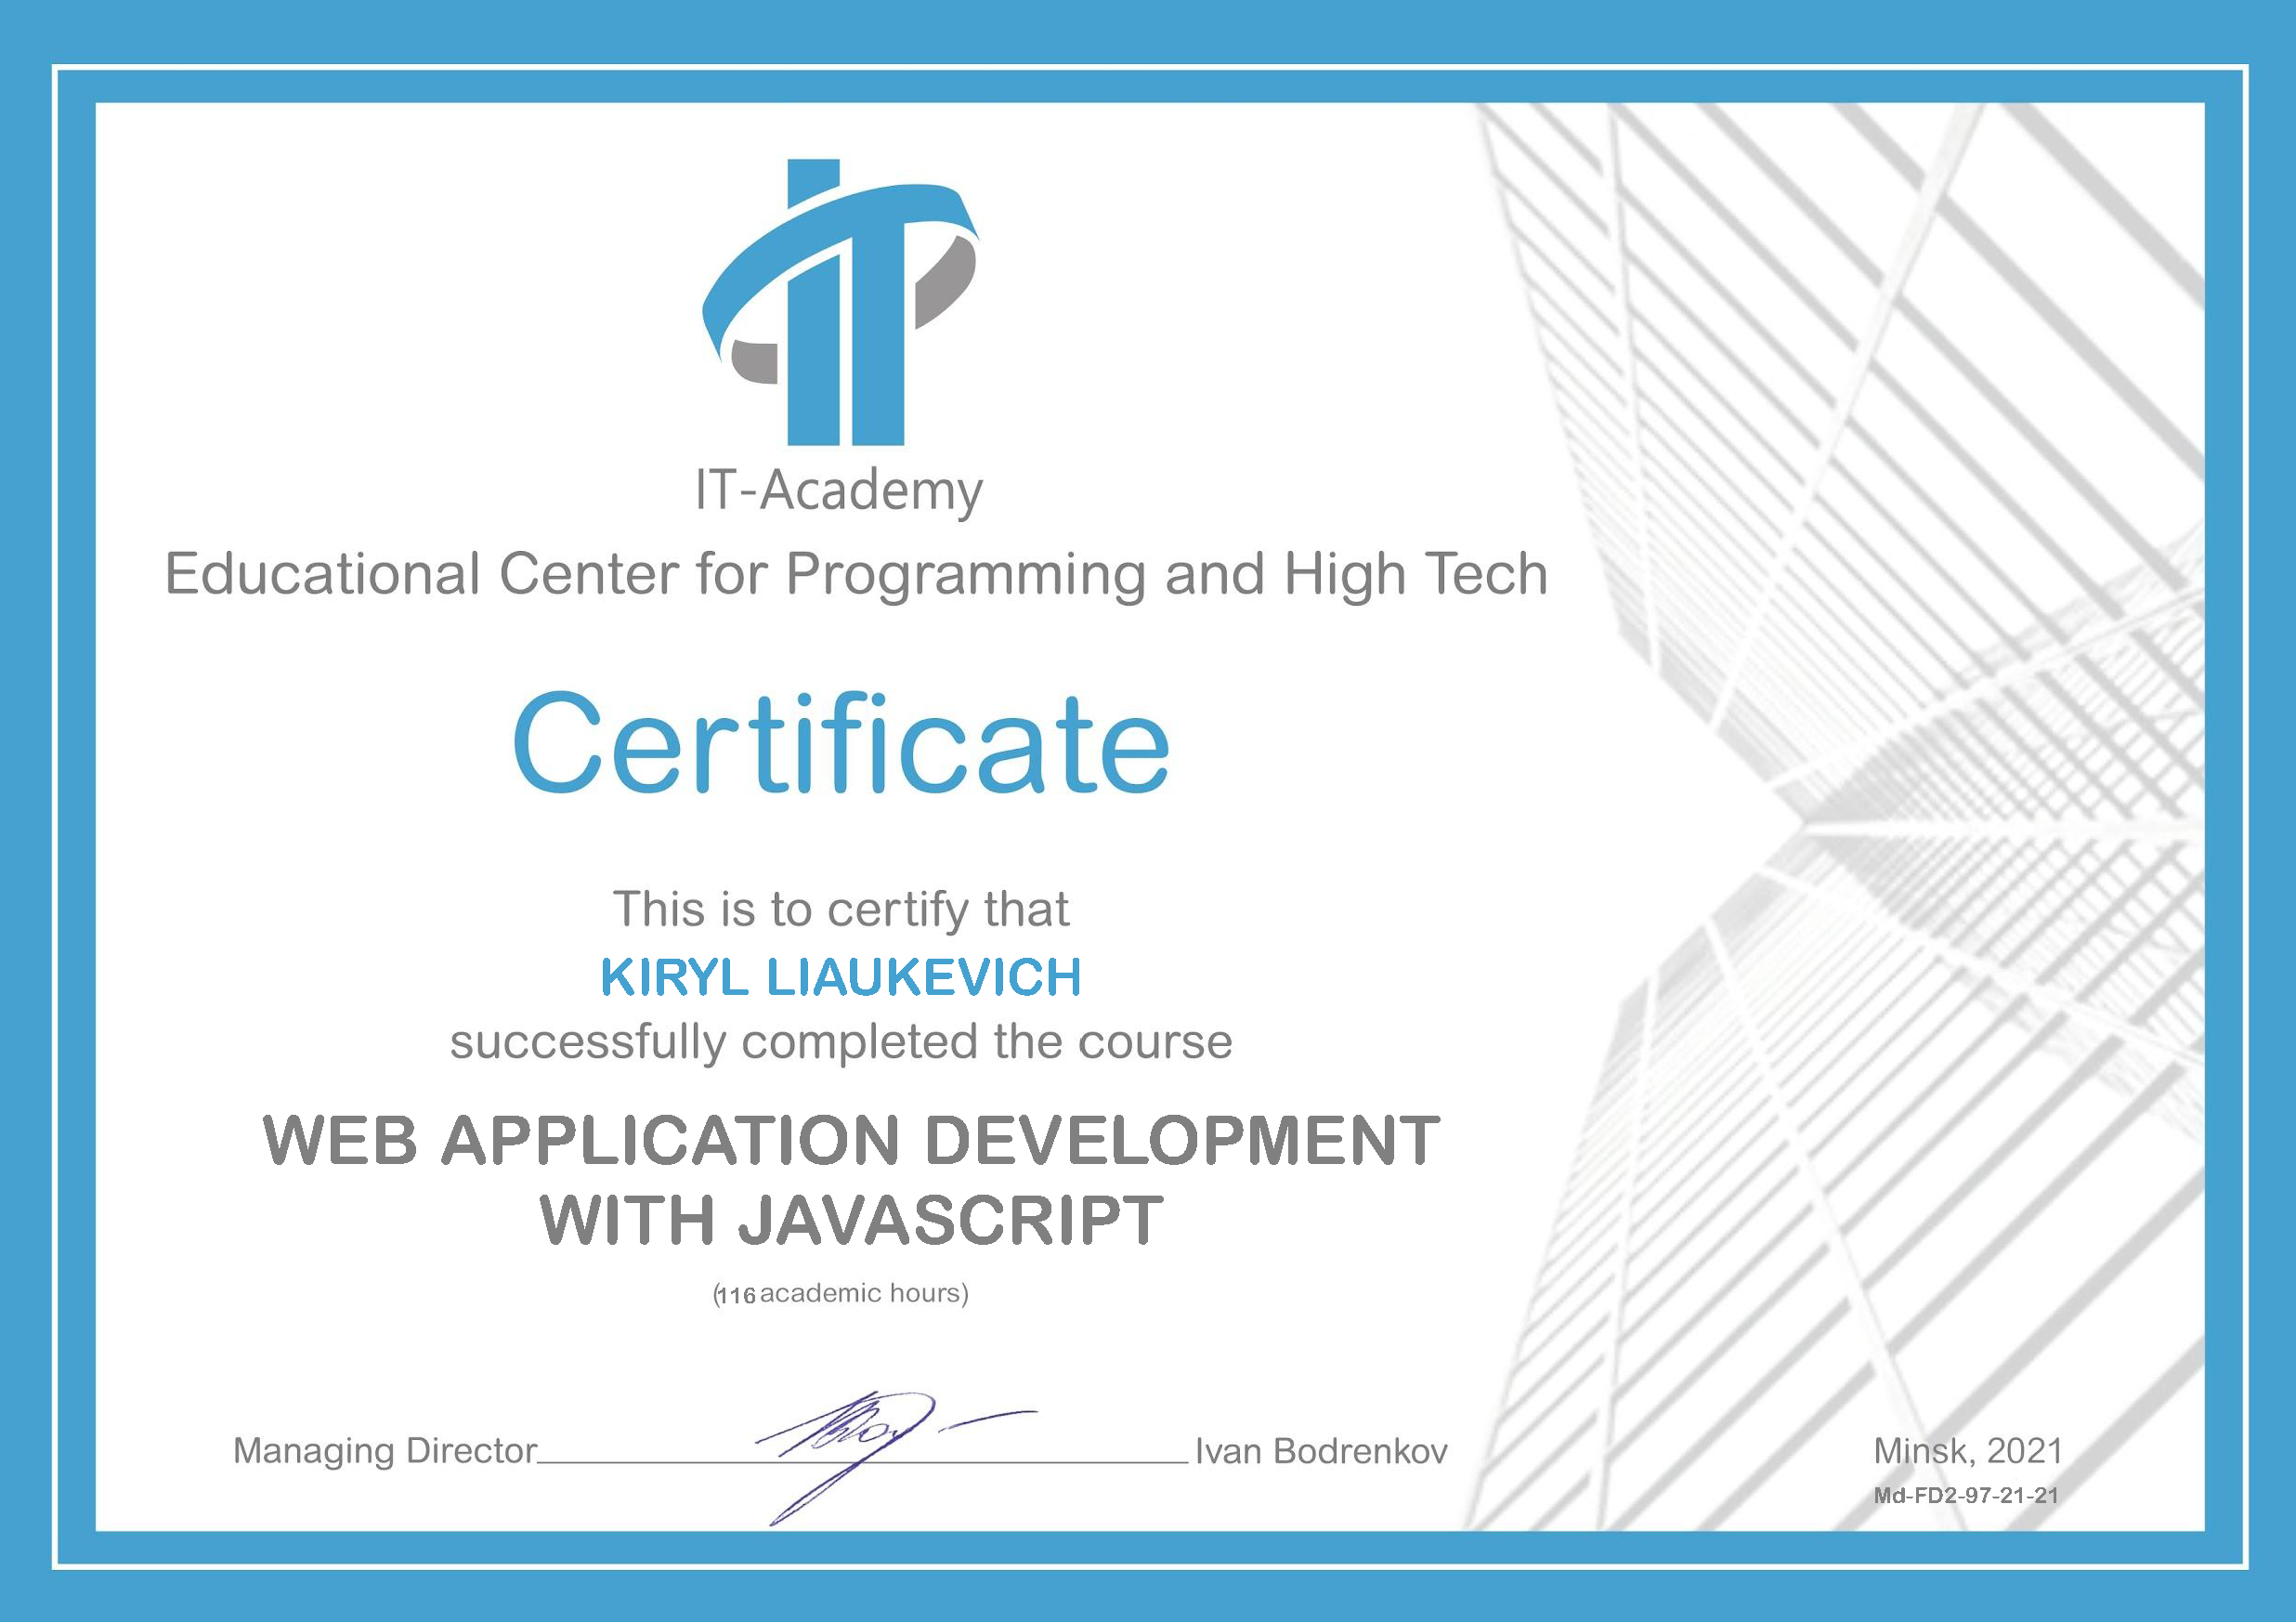 IT-Academy
Educational Center for Programming and High Tech
Certificate
This is to certify that
KIRYL LIAUKEVICH
successfully completed the course
WEB APPLICATION DEVELOPMENT
WITH JAVASCRIPT
(116 academic hours)
Managing Director Ivan Bodrenkov
Minsk, 2021
Md-FD2-97-21-21